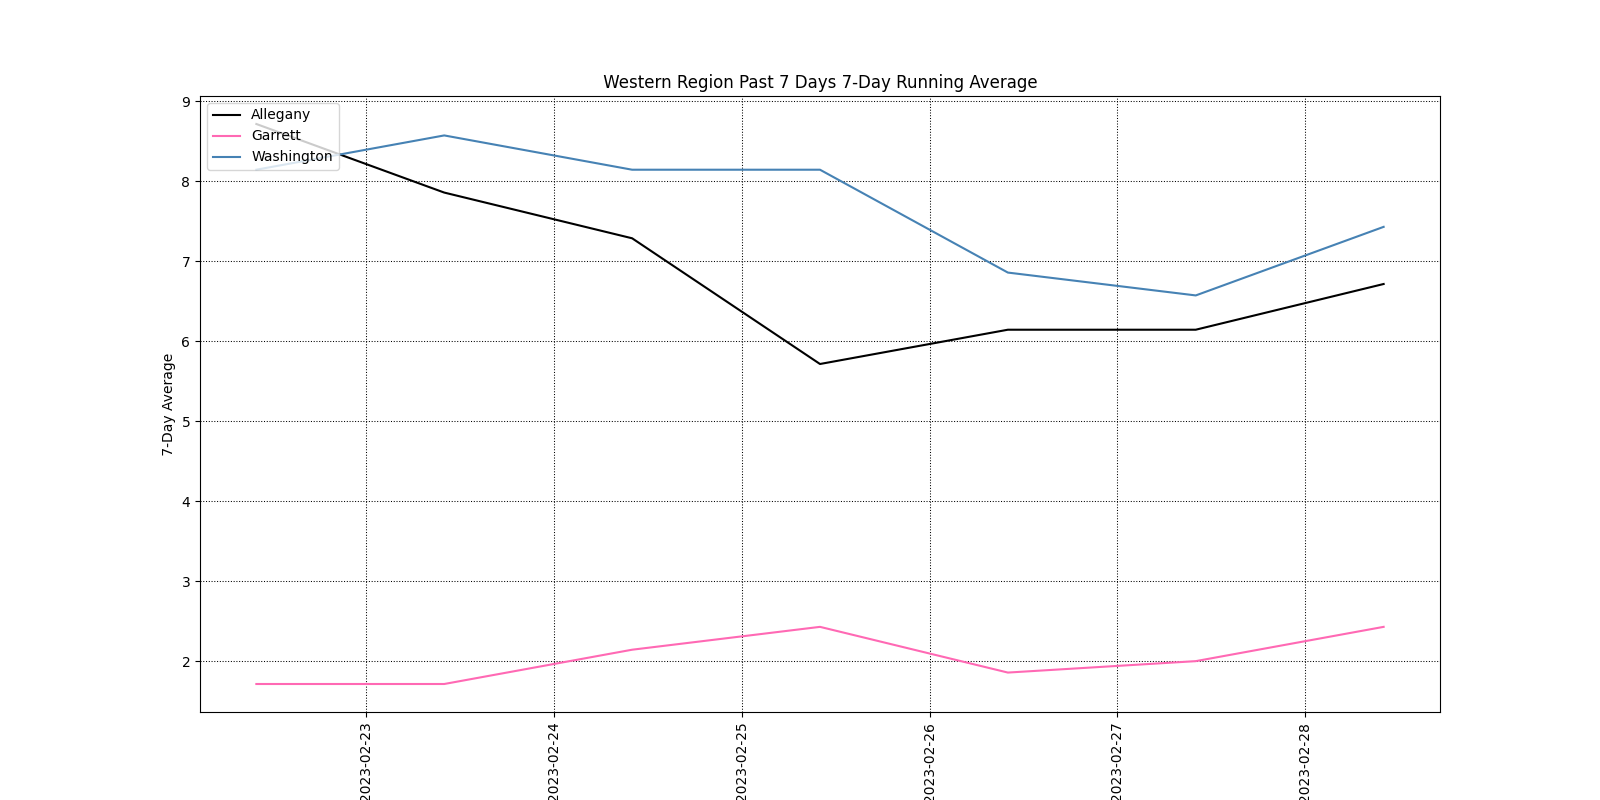 Western Region Past 7 Days 7-Day Running Average
Allegany
Garrett
Washington
7-Day Average
9
8
7
6
5
4
3
2
2023-02-23
2023-02-24
2023-02-25
2023-02-26
2023-02-27
2023-02-28